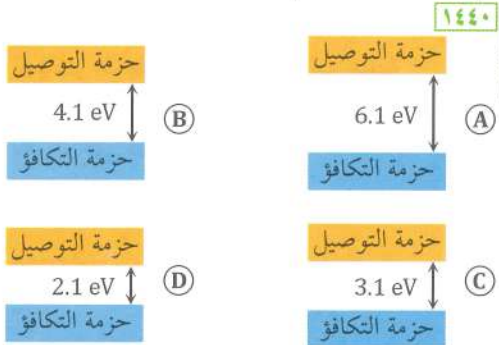 ١٤٤٠
حزمة التوصيل
6.1 eV
A
حزمة التكافؤ
حزمة التوصيل
4.1 eV
B
حزمة التكافؤ
حزمة التوصيل
3.1 eV
C
حزمة التكافؤ
حزمة التوصيل
2.1 eV
D
حزمة التكافؤ